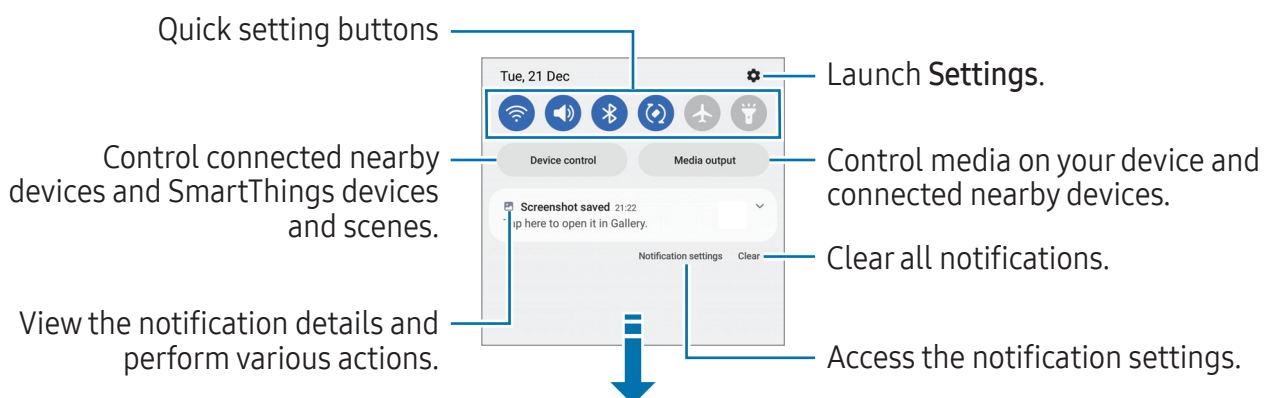 Quick setting buttons
Tue, 21 Dec
Launch Settings.
Control connected nearby
devices and SmartThings devices
and scenes.
Device control
Media output
Control media on your device and
connected nearby devices.
Screenshot saved 21:22
Tap here to open it in Gallery.
Notification settings Clear
Clear all notifications.
View the notification details and
perform various actions.
Access the notification settings.